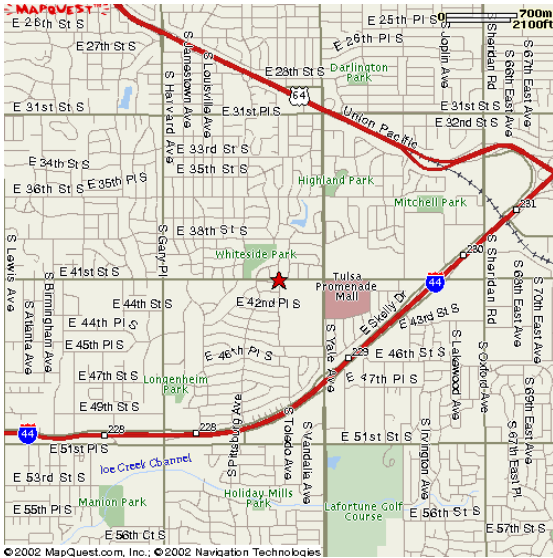 MAPQUEST
700m
2100ft
E 25th St S
E 26th St S
E 26th Pl S
E 27th St S
Darlington
Park
E 28th St S
S Jamestown Ave
S Louisville Ave
S Harvard Ave
Joplin Ave
S Sheridan Rd
S 66th East Ave
S 67th East Ave
64
E 31st St S
E 31st Pl S
E 31st St S
E 32nd St S
Union Pacific
E 33rd St S
E 34th St S
E 35th Pl S
E 35th St S
E 36th St S
Highland Park
Mitchell Park
231
E 38th St S
230
Whiteside Park
S Lewis Ave
S Birmingham Ave
S Atlanta Ave
S Gary Pl
E 41st St S
Tulsa
Promenade
Mall
44
S Sheridan Rd
S 68th East Ave
S 70th East Ave
E 42nd Pl S
E Skelly Dr
E 43rd St S
E 44th St S
E 44th Pl S
E 45th Pl S
E 46th Pl S
S Yale Ave
229
E 46th St S
E 47th Pl S
E 47th St S
Longenheim
Park
E 49th St S
S Lakewood Ave
S Oxford Ave
S 69th East Ave
S 67th East Pl
44
228
228
S Pittsburg Ave
S Toledo Ave
S Vandalia Ave
S Irvington Ave
E 51st Pl S
E 51st St S
Joe Creek Channel
E 53rd St S
Manion Park
Holiday Mills
Park
Lafortune Golf
Course
E 55th Pl S
E 56th Ct S
E 56th St S
E 57th St S
©2002 MapQuest.com, Inc.; ©2002 Navigation Technologies